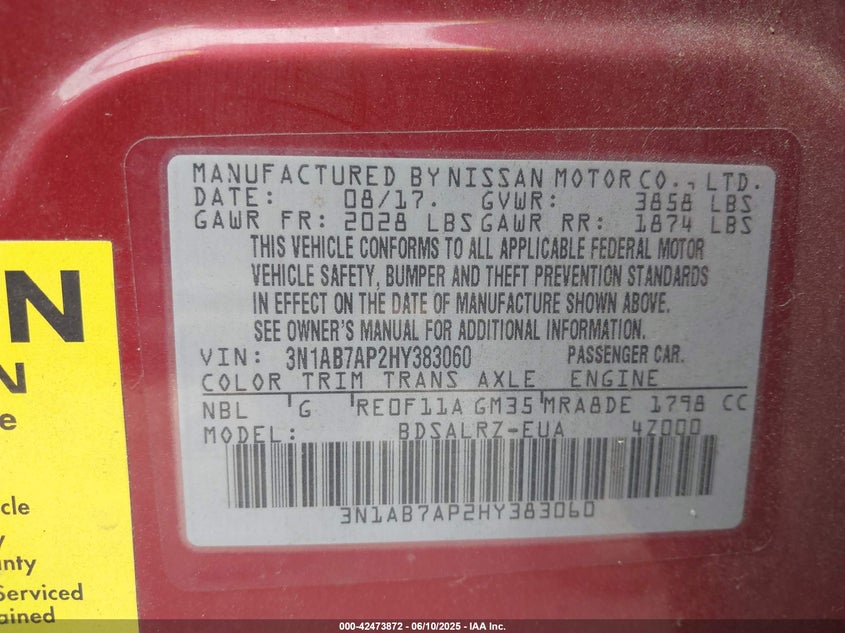 MANUFACTURED BY NISSAN MOTOR CO., LTD.
DATE: 08/17. GVWR: 3858 LBS
GAWR FR: 2028 LBS GAWR RR: 1874 LBS
THIS VEHICLE CONFORMS TO ALL APPLICABLE FEDERAL MOTOR
VEHICLE SAFETY, BUMPER AND THEFT PREVENTION STANDARDS
IN EFFECT ON THE DATE OF MANUFACTURE SHOWN ABOVE.
SEE OWNER'S MANUAL FOR ADDITIONAL INFORMATION.
VIN: 3N1AB7AP2HY383060 PASSENGER CAR.
COLOR TRIM TRANS AXLE ENGINE
NBL G RE0F11A GM35 MRA8DE 1798 CC
MODEL: BDSALRZ-EUA 4Z000
3N1AB7AP2HY383060
N
N
e
cle
y
anty
Serviced
ained
000-42473872 — 06/10/2025 — IAA Inc.